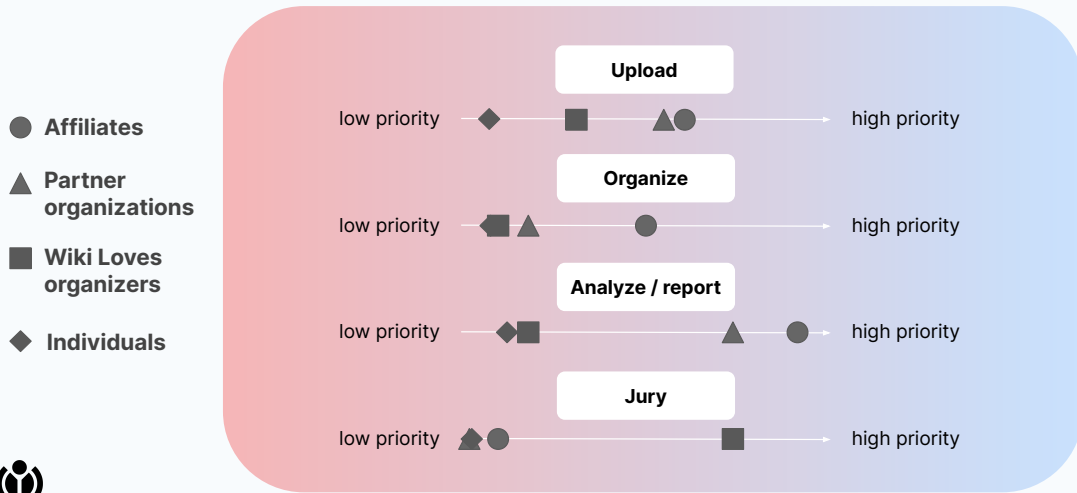 Affiliates
Partner
organizations
Wiki Loves
organizers
Individuals
Upload
low priority
high priority
Organize
low priority
high priority
Analyze / report
low priority
high priority
Jury
low priority
high priority